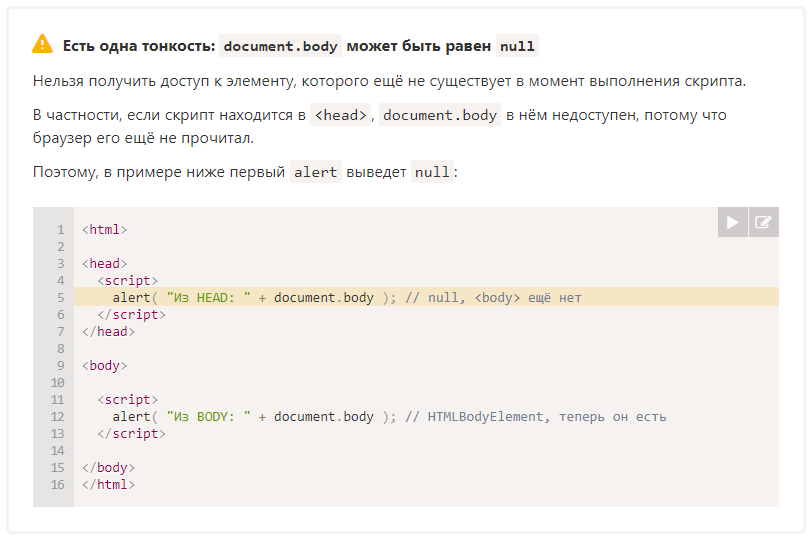 Есть одна тонкость: document.body может быть равен null
Нельзя получить доступ к элементу, которого ещё не существует в момент выполнения скрипта.
В частности, если скрипт находится в <head>, document.body в нём недоступен, потому что
браузер его ещё не прочитал.
Поэтому, в примере ниже первый alert выведет null:
1 <html>
2
3 <head>
4   <script>
5     alert( "Из HEAD: " + document.body ); // null, <body> ещё нет
6   </script>
7 </head>
8
9 <body>
10
11   <script>
12     alert( "Из BODY: " + document.body ); // HTMLBodyElement, теперь он есть
13   </script>
14
15 </body>
16 </html>